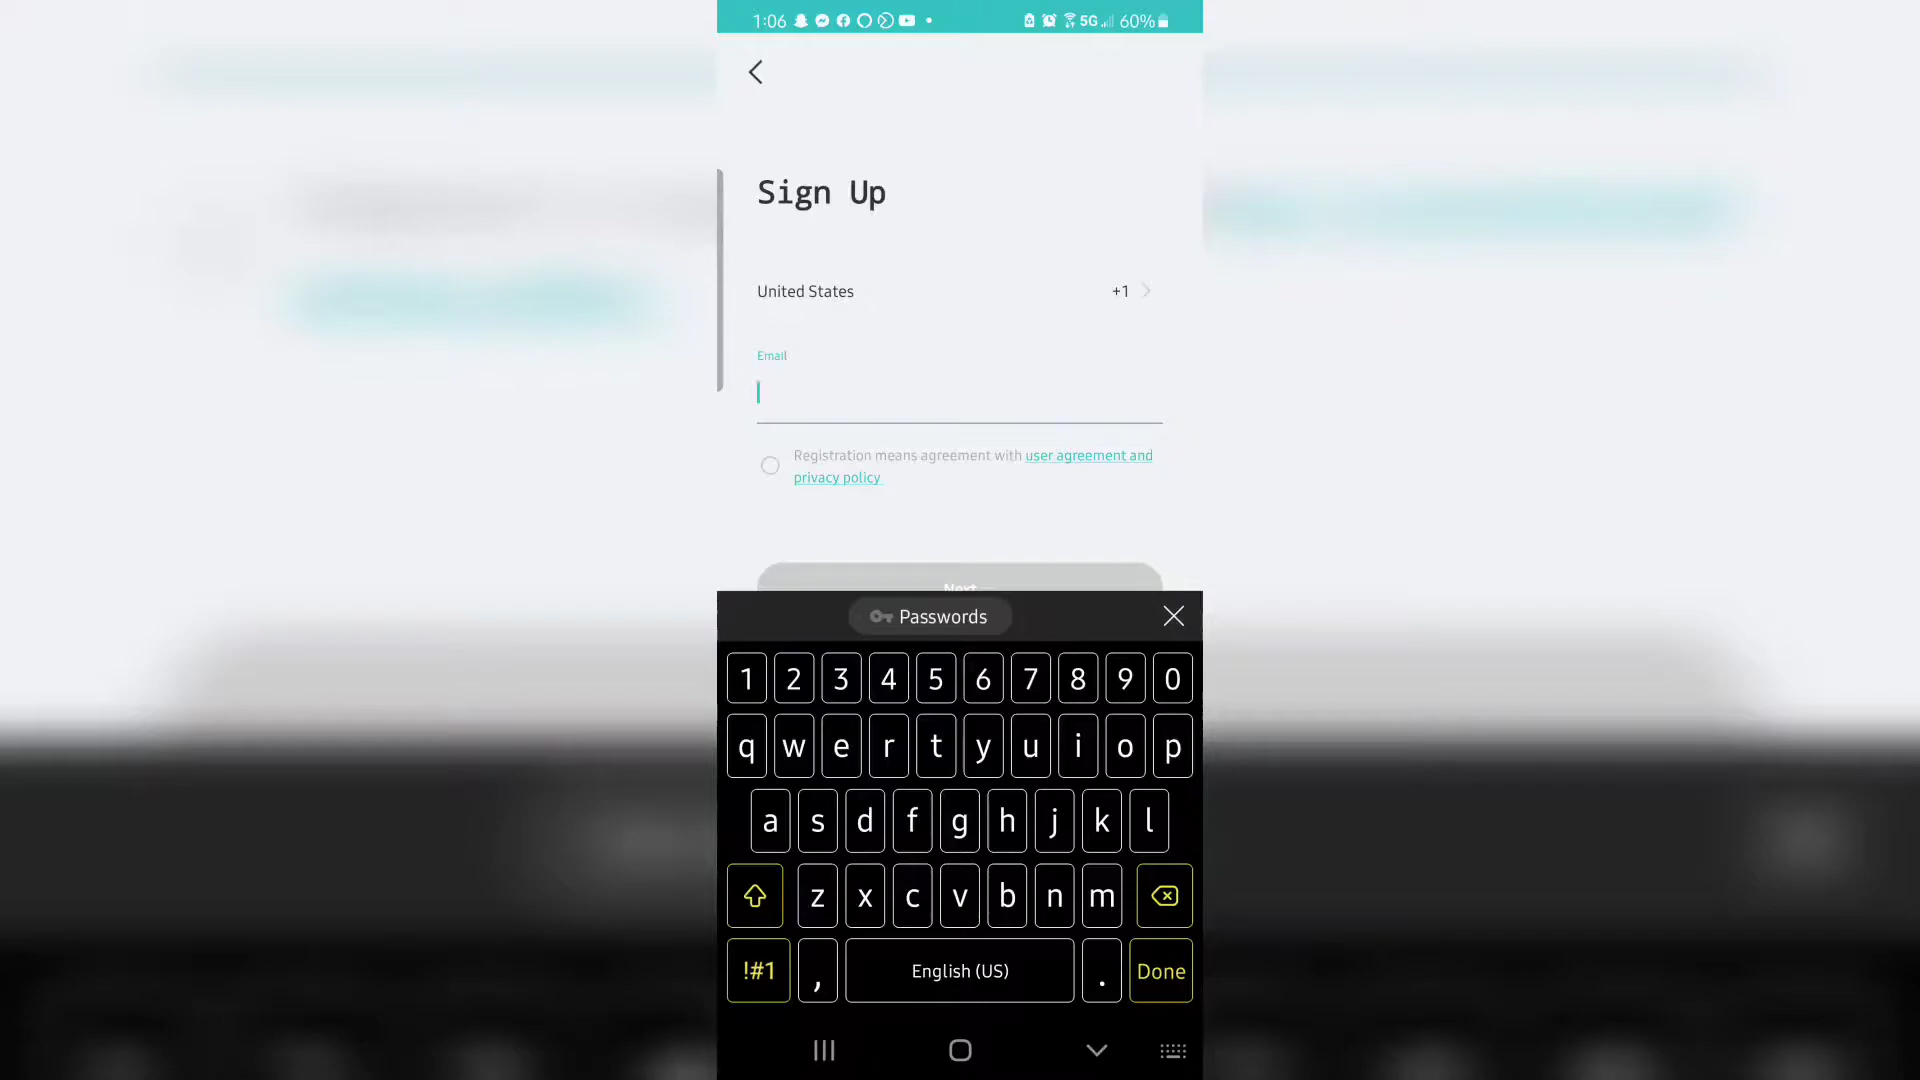 1:06 5G 60%
Sign Up
United States +1
Email
Registration means agreement with user agreement and
privacy policy
Next
Passwords
1 2 3 4 5 6 7 8 9 0
q w e r t y u i o p
a s d f g h j k l
z x c v b n m
!#1 , English (US) . Done